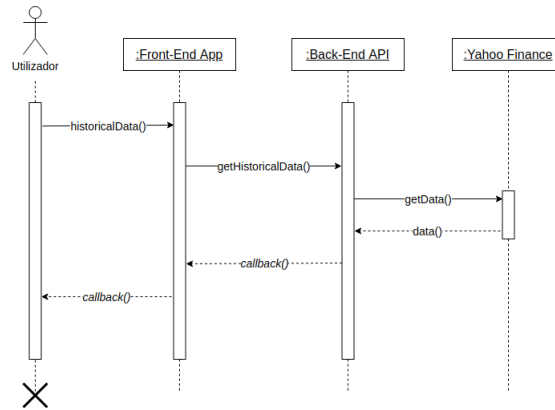 Utilizador
:Front-End App
:Back-End API
:Yahoo Finance
historicalData()
getHistoricalData()
getData()
data()
callback()
callback()